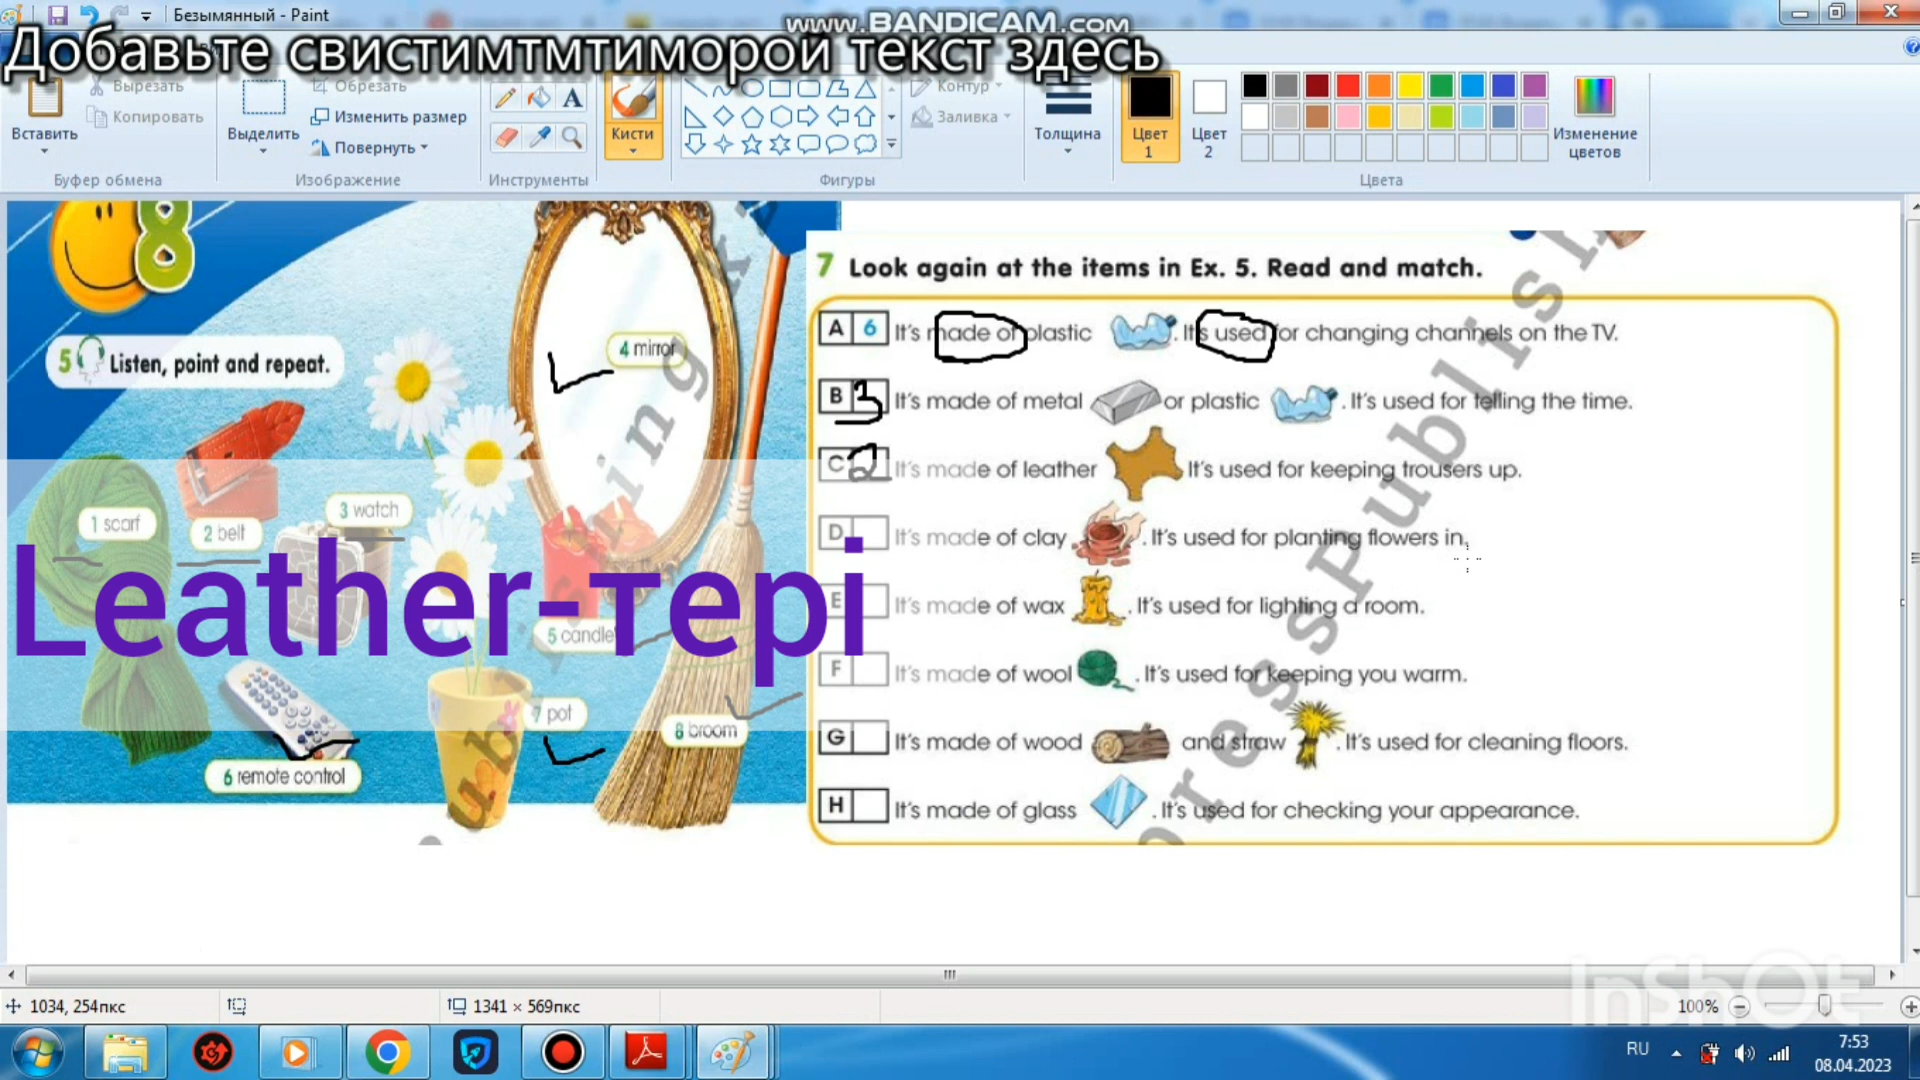 Безымянный - Paint
www.BANDICAM.com
Добавьте свистимтмтиморой текст здесь
Вставить
Вырезать
Копировать
Буфер обмена
Выделить
Обрезать
Изменить размер
Повернуть
Изображение
Инструменты
Кисти
Контур
Заливка
Фигуры
Толщина
Цвет 1
Цвет 2
Изменение цветов
Цвета
8
5 Listen, point and repeat.
1 scarf
2 belt
3 watch
4 mirror
5 candle
6 remote control
7 pot
8 broom
Leather-тері
7 Look again at the items in Ex. 5. Read and match.
A 6 It's made of plastic . It's used for changing channels on the TV.
B 3 It's made of metal or plastic . It's used for telling the time.
C 2 It's made of leather It's used for keeping trousers up.
D It's made of clay . It's used for planting flowers in.
E It's made of wax . It's used for lighting a room.
F It's made of wool . It's used for keeping you warm.
G It's made of wood and straw . It's used for cleaning floors.
H It's made of glass . It's used for checking your appearance.
InShOt
1034, 254пкс
1341 × 569пкс
100%
RU
7:53
08.04.2023